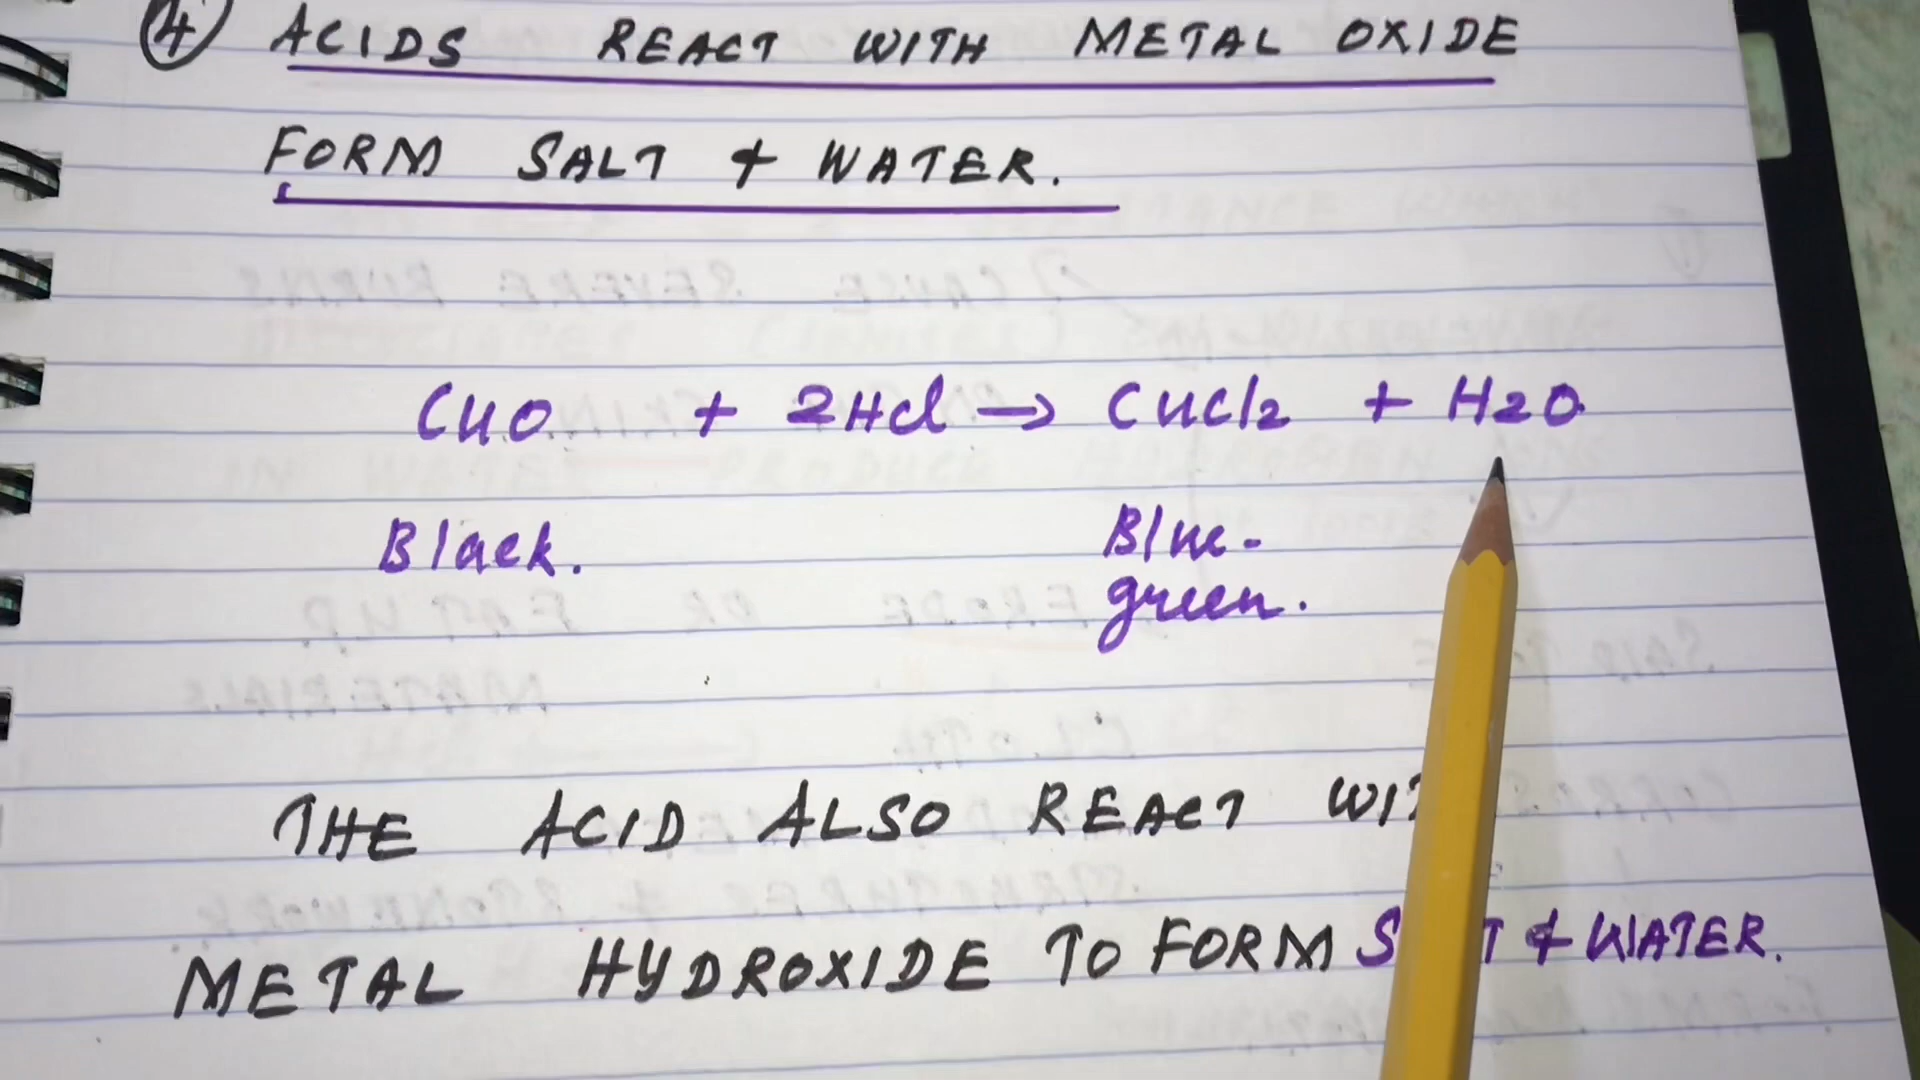 4 ACIDS REACT WITH METAL OXIDE
FORM SALT & WATER.
CuO + 2HCl → CuCl2 + H2O
Black. Blue-
green.
THE ACID ALSO REACT
METAL HYDROXIDE TO FORM & WATER.